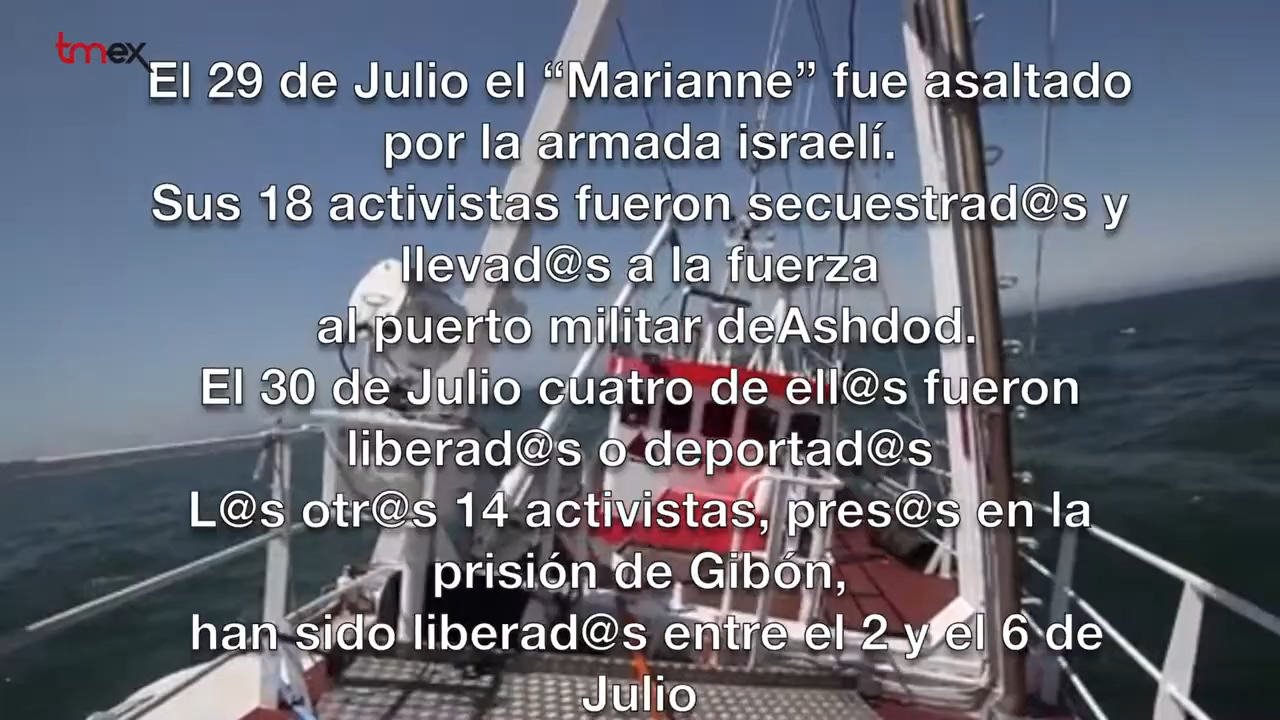 tmex
El 29 de Julio el “Marianne” fue asaltado
por la armada israelí.
Sus 18 activistas fueron secuestrad@s y
llevad@s a la fuerza
al puerto militar deAshdod.
El 30 de Julio cuatro de ell@s fueron
liberad@s o deportad@s
L@s otr@s 14 activistas, pres@s en la
prisión de Gibón,
han sido liberad@s entre el 2 y el 6 de
Julio